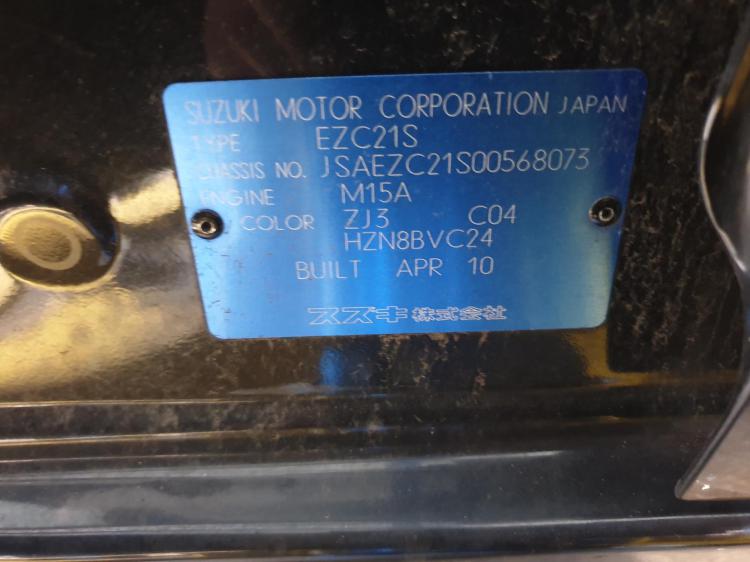 SUZUKI MOTOR CORPORATION JAPAN
TYPE EZC21S
CHASSIS NO. JSAEZC21S00568073
ENGINE M15A
COLOR ZJ3 C04
HZN8BVC24
BUILT APR 10
スズキ株式会社